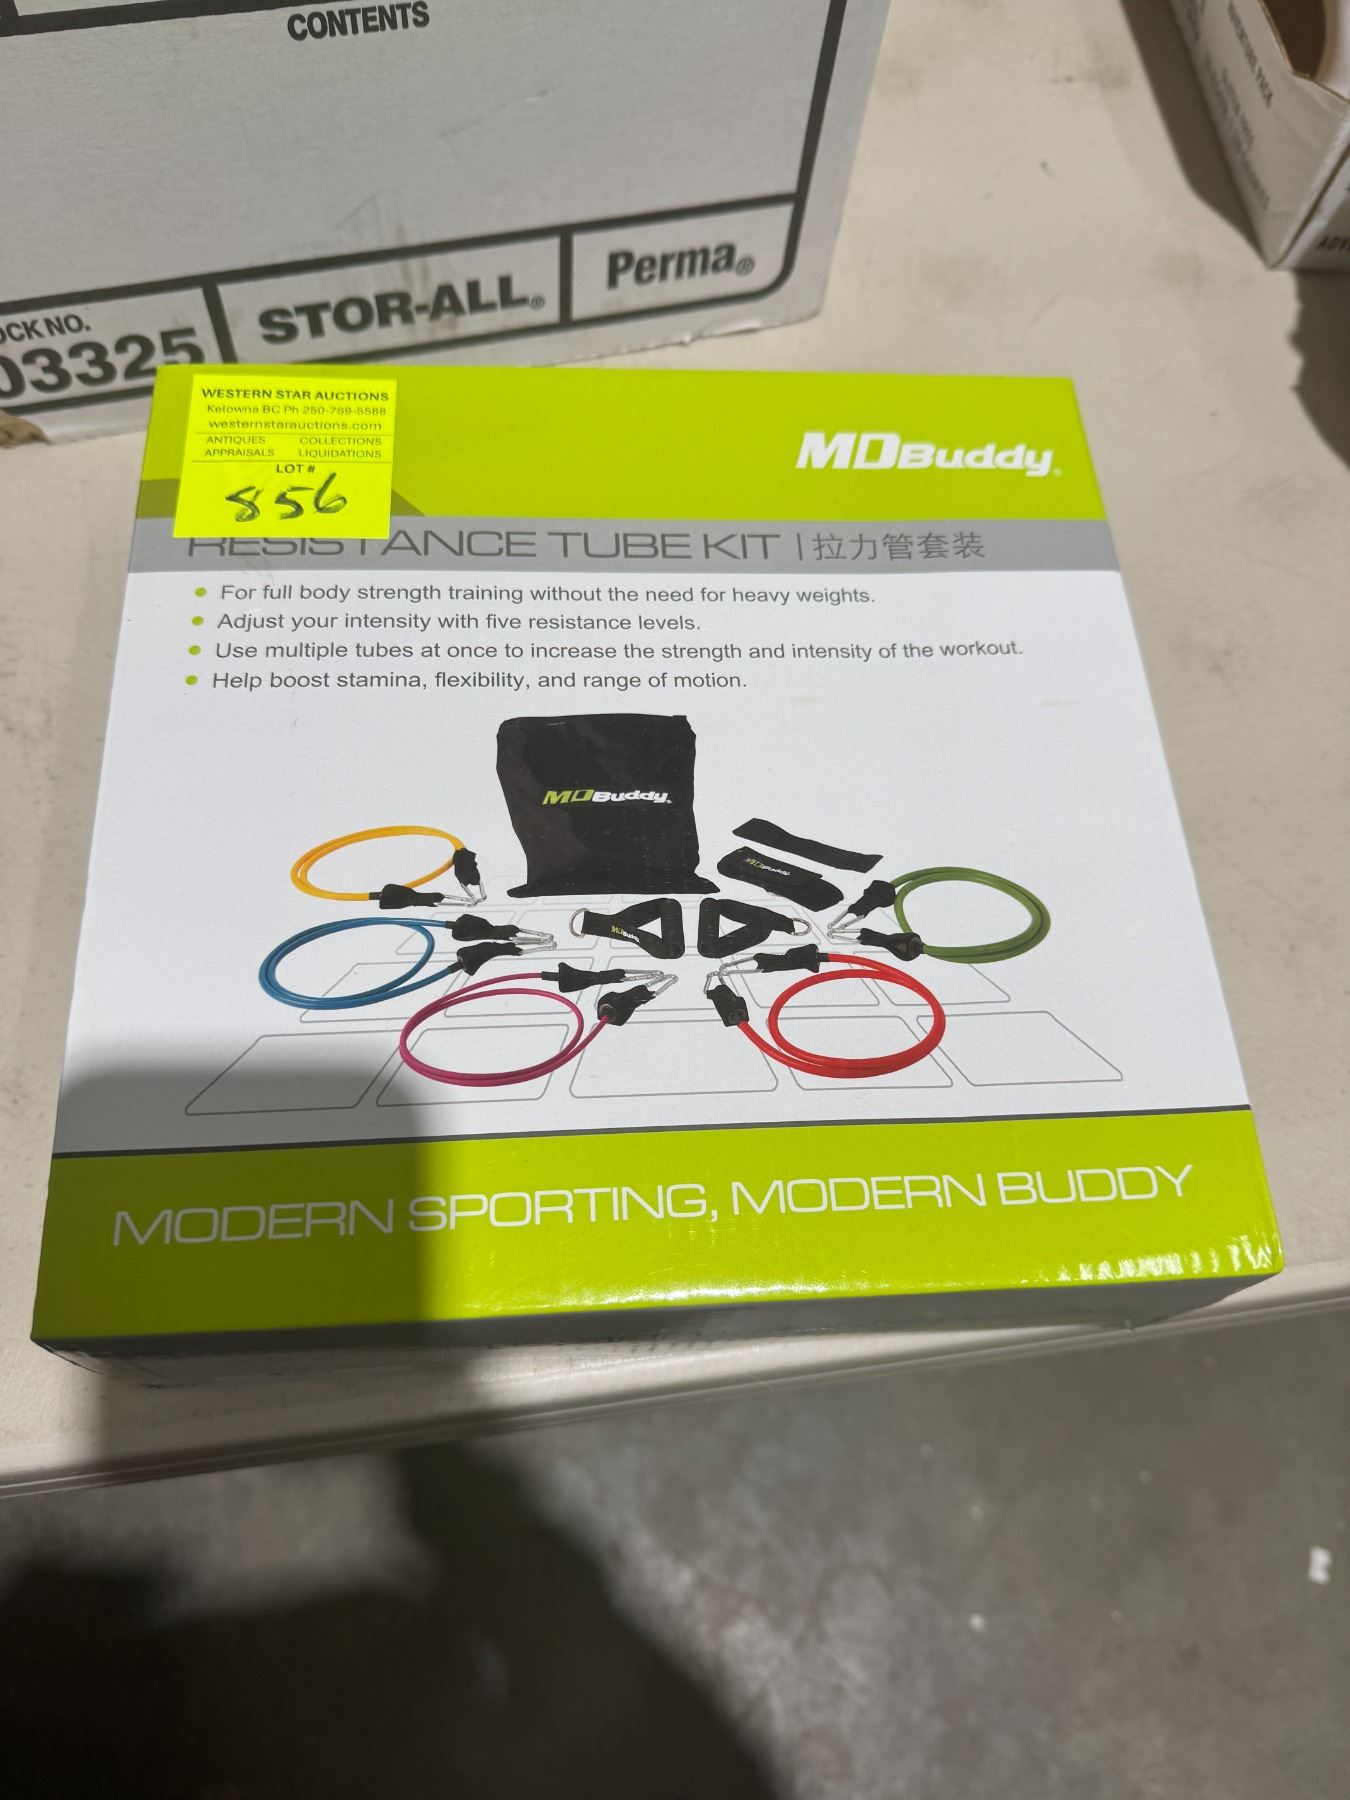 CONTENTS
STOR-ALL®
Perma®
03325
ADVENTURE PACK
WESTERN STAR AUCTIONS
Kelowna BC Ph 250-769-5588
westernstarauctions.com
ANTIQUES COLLECTIONS
APPRAISALS LIQUIDATIONS
LOT #
856
MDBuddy®
RESISTANCE TUBE KIT | 拉力管套装
For full body strength training without the need for heavy weights.
Adjust your intensity with five resistance levels.
Use multiple tubes at once to increase the strength and intensity of the workout.
Help boost stamina, flexibility, and range of motion.
MDBuddy®
MDBuddy
MDBuddy
MODERN SPORTING, MODERN BUDDY